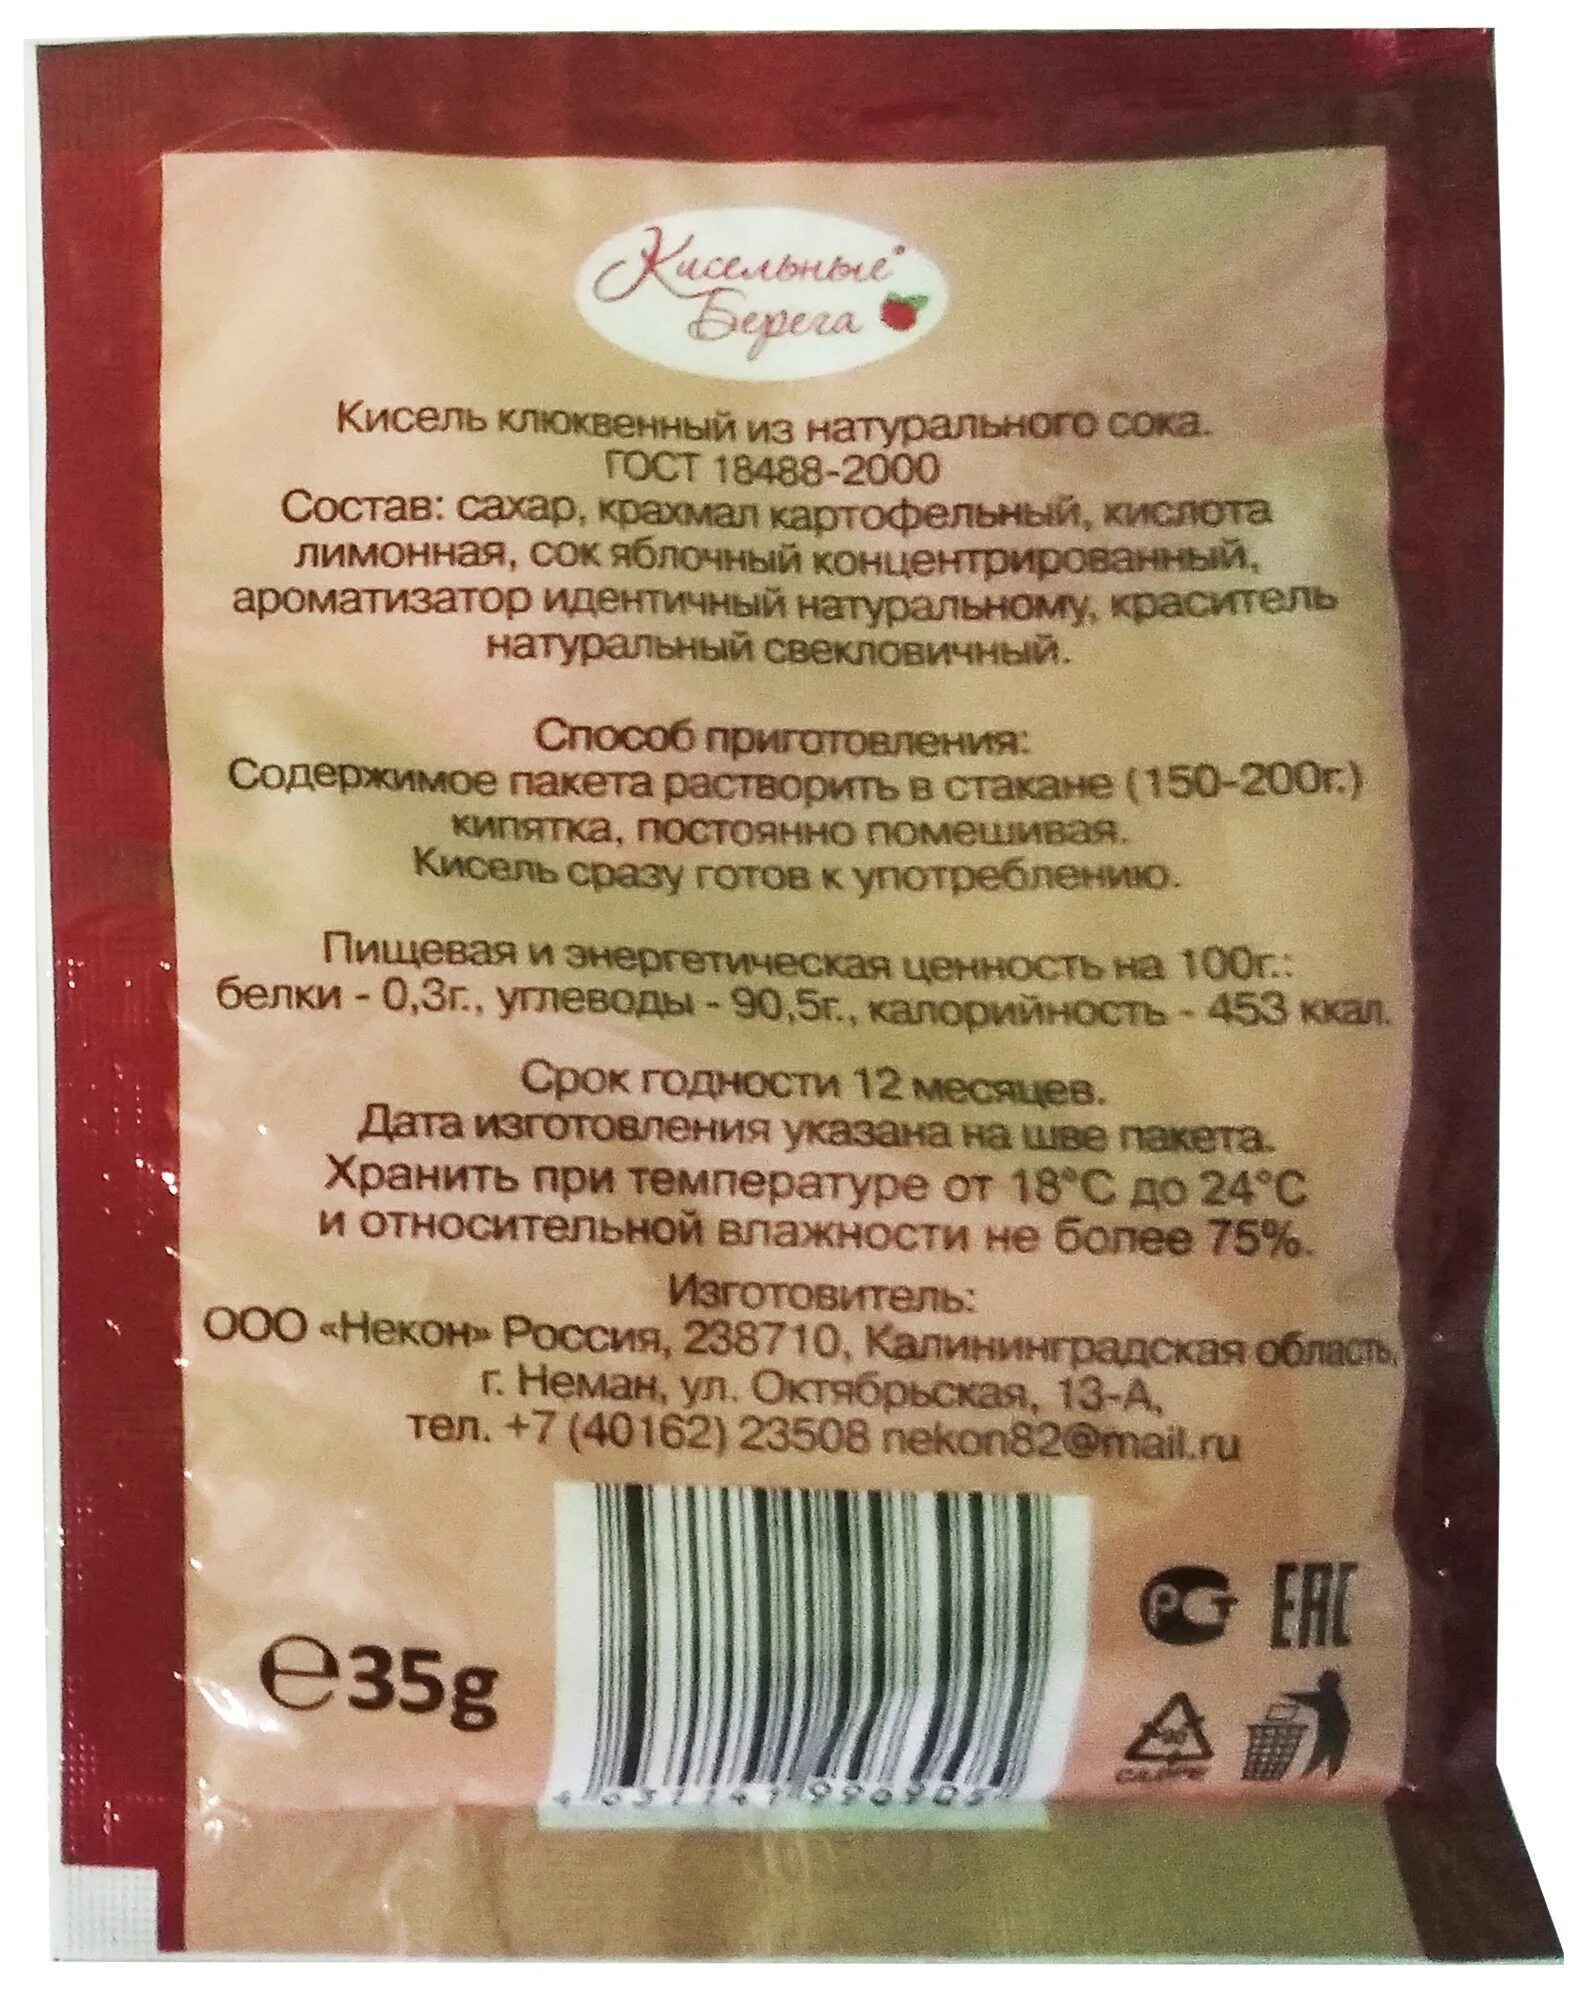 Кисельные
Берега
Кисель клюквенный из натурального сока.
ГОСТ 18488-2000
Состав: сахар, крахмал картофельный, кислота
лимонная, сок яблочный концентрированный,
ароматизатор идентичный натуральному, краситель
натуральный свекловичный.
Способ приготовления:
Содержимое пакета растворить в стакане (150-200г.)
кипятка, постоянно помешивая.
Кисель сразу готов к употреблению.
Пищевая и энергетическая ценность на 100г.:
белки - 0,3г., углеводы - 90,5г., калорийность - 453 ккал.
Срок годности 12 месяцев.
Дата изготовления указана на шве пакета.
Хранить при температуре от 18°С до 24°С
и относительной влажности не более 75%.
Изготовитель:
ООО «Некон» Россия, 238710, Калининградская область,
г. Неман, ул. Октябрьская, 13-А,
тел. +7 (40162) 23508 nekon82@mail.ru
℮35g
РСТ ЕАС
C/LDPE